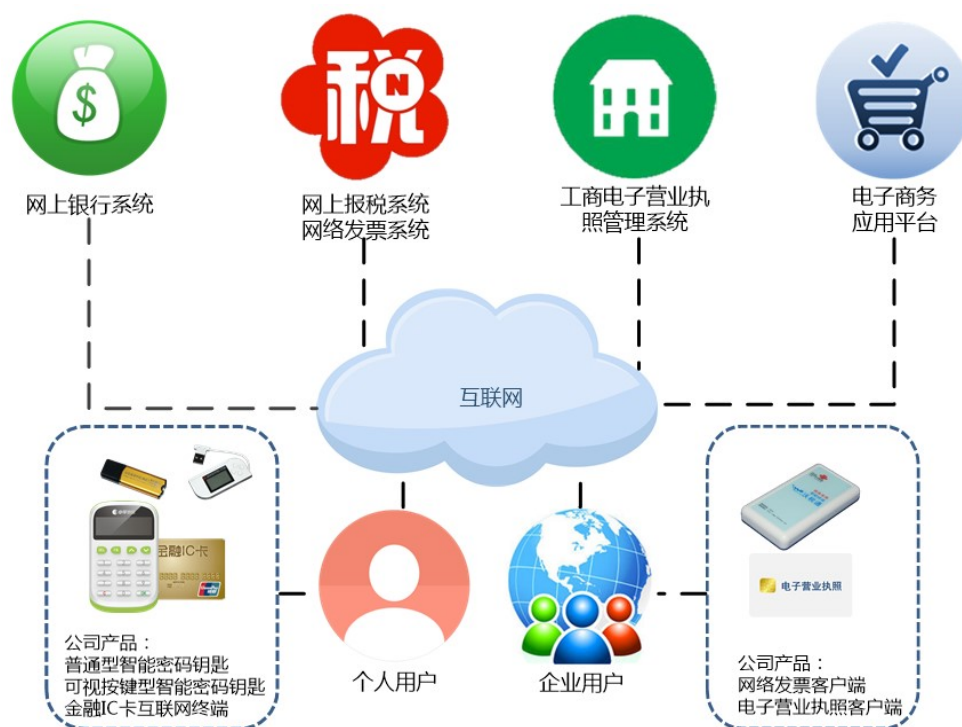 $
税
N
网上银行系统
网上报税系统
网络发票系统
工商电子营业执
照管理系统
电子商务
应用平台
互联网
金融IC卡
电子营业执照
公司产品：
普通型智能密码钥匙
可视按键型智能密码钥匙
金融IC卡互联网终端
个人用户
企业用户
公司产品：
网络发票客户端
电子营业执照客户端